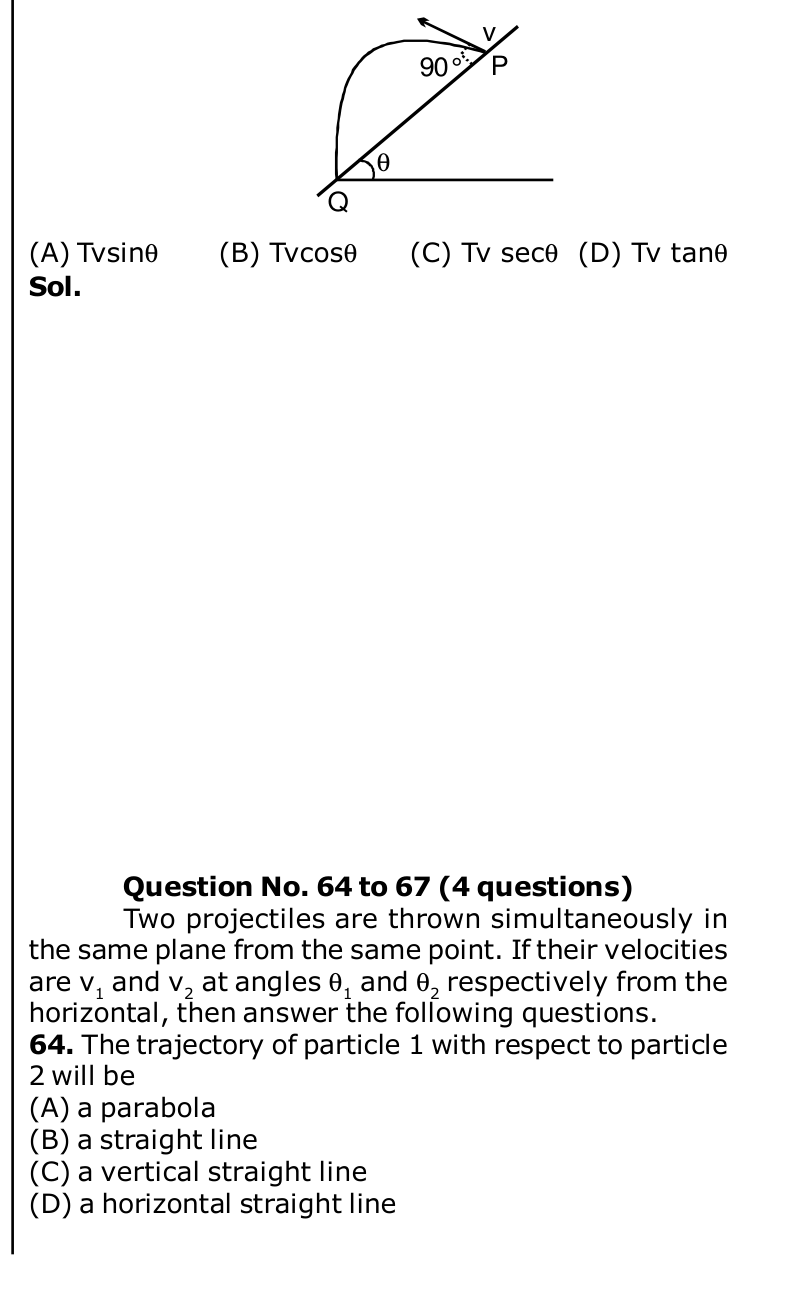 v
90°
P
θ
Q
(A) Tvsinθ (B) Tvcosθ (C) Tv secθ (D) Tv tanθ
Sol.
Question No. 64 to 67 (4 questions)
Two projectiles are thrown simultaneously in
the same plane from the same point. If their velocities
are v₁ and v₂ at angles θ₁ and θ₂ respectively from the
horizontal, then answer the following questions.
64. The trajectory of particle 1 with respect to particle
2 will be
(A) a parabola
(B) a straight line
(C) a vertical straight line
(D) a horizontal straight line